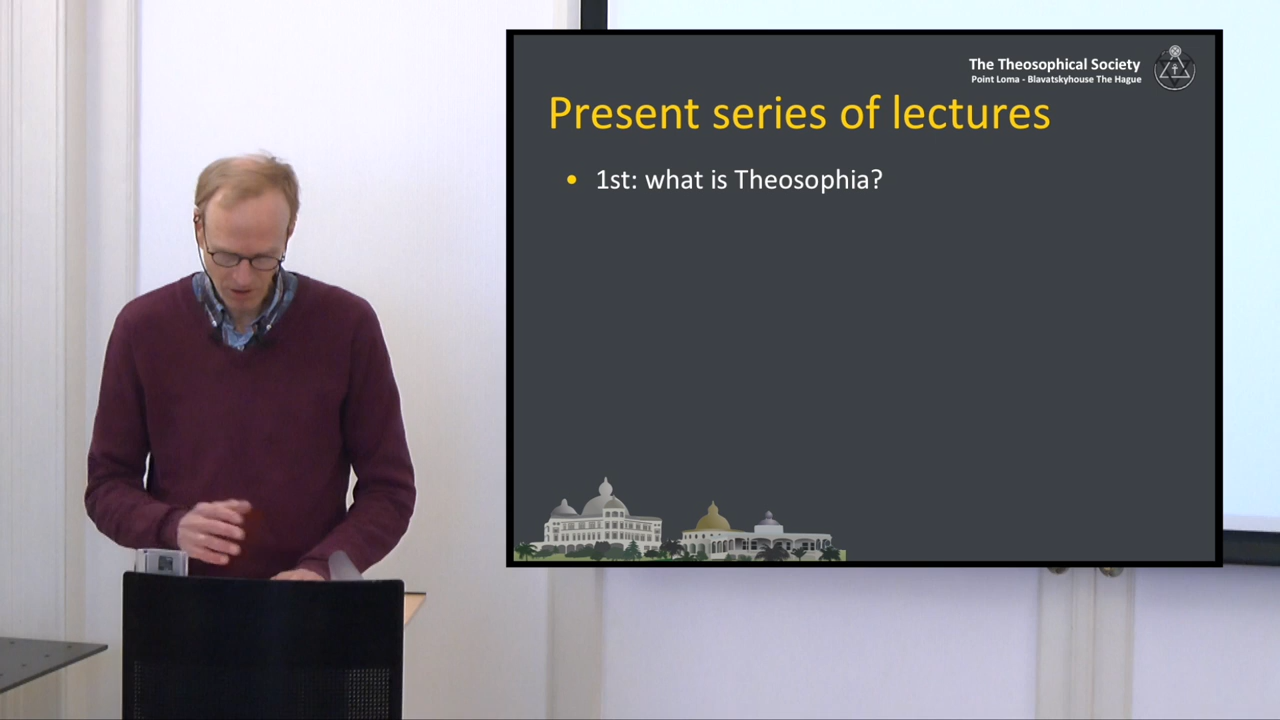 The Theosophical Society
Point Loma - Blavatskyhouse The Hague
Present series of lectures
• 1st: what is Theosophia?